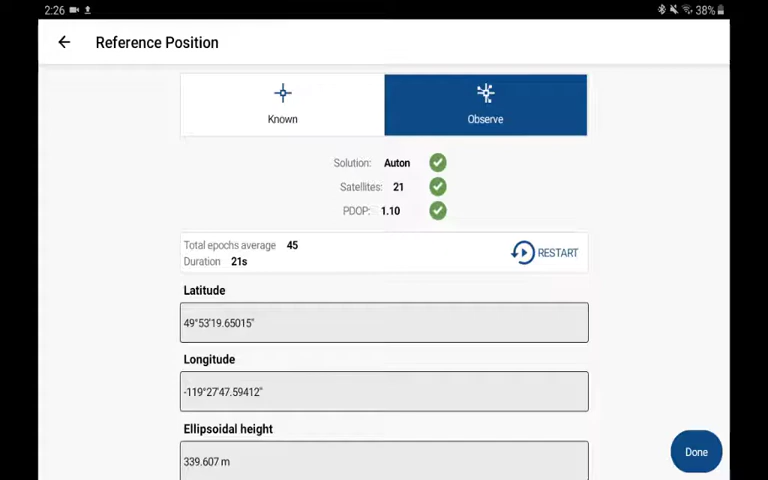 2:26
38%
Reference Position
Known
Observe
Solution: Auton
Satellites: 21
PDOP: 1.10
Total epochs average 45
Duration 21s
RESTART
Latitude
49°53'19.65015"
Longitude
-119°27'47.59412"
Ellipsoidal height
339.607 m
Done